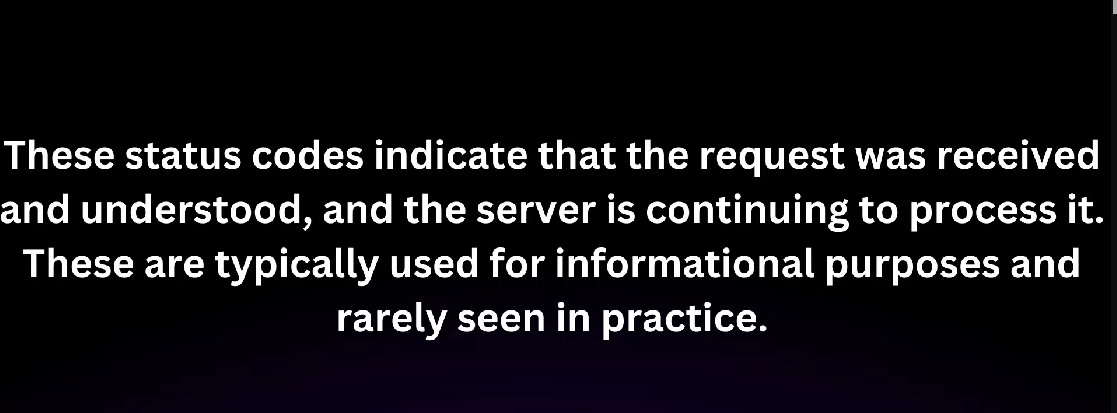 These status codes indicate that the request was received
and understood, and the server is continuing to process it.
These are typically used for informational purposes and
rarely seen in practice.